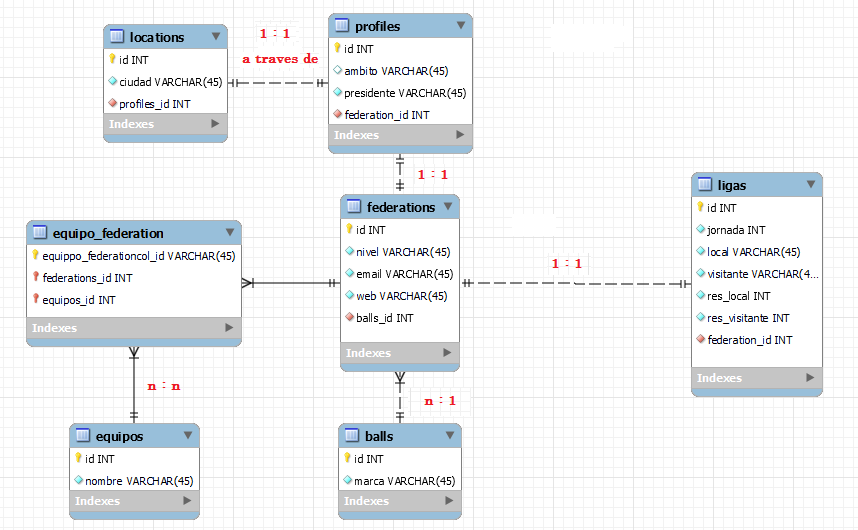 locations
id INT
ciudad VARCHAR(45)
profiles_id INT
Indexes
1 : 1
a traves de
profiles
id INT
ambito VARCHAR(45)
presidente VARCHAR(45)
federation_id INT
Indexes
1 : 1
equipo_federation
equippo_federationcol_id VARCHAR(45)
federations_id INT
equipos_id INT
Indexes
federations
id INT
nivel VARCHAR(45)
email VARCHAR(45)
web VARCHAR(45)
balls_id INT
Indexes
1 : 1
ligas
id INT
jornada INT
local VARCHAR(45)
visitante VARCHAR(4...
res_local INT
res_visitante INT
federation_id INT
Indexes
n : n
n : 1
equipos
id INT
nombre VARCHAR(45)
Indexes
balls
id INT
marca VARCHAR(45)
Indexes